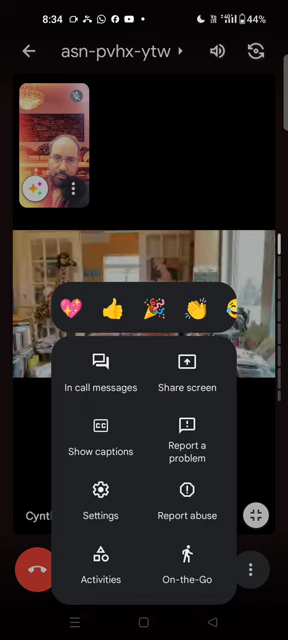 8:34
44%
asn-pvhx-ytw
In call messages
Share screen
CC
Show captions
Report a
problem
Settings
Report abuse
Activities
On-the-Go